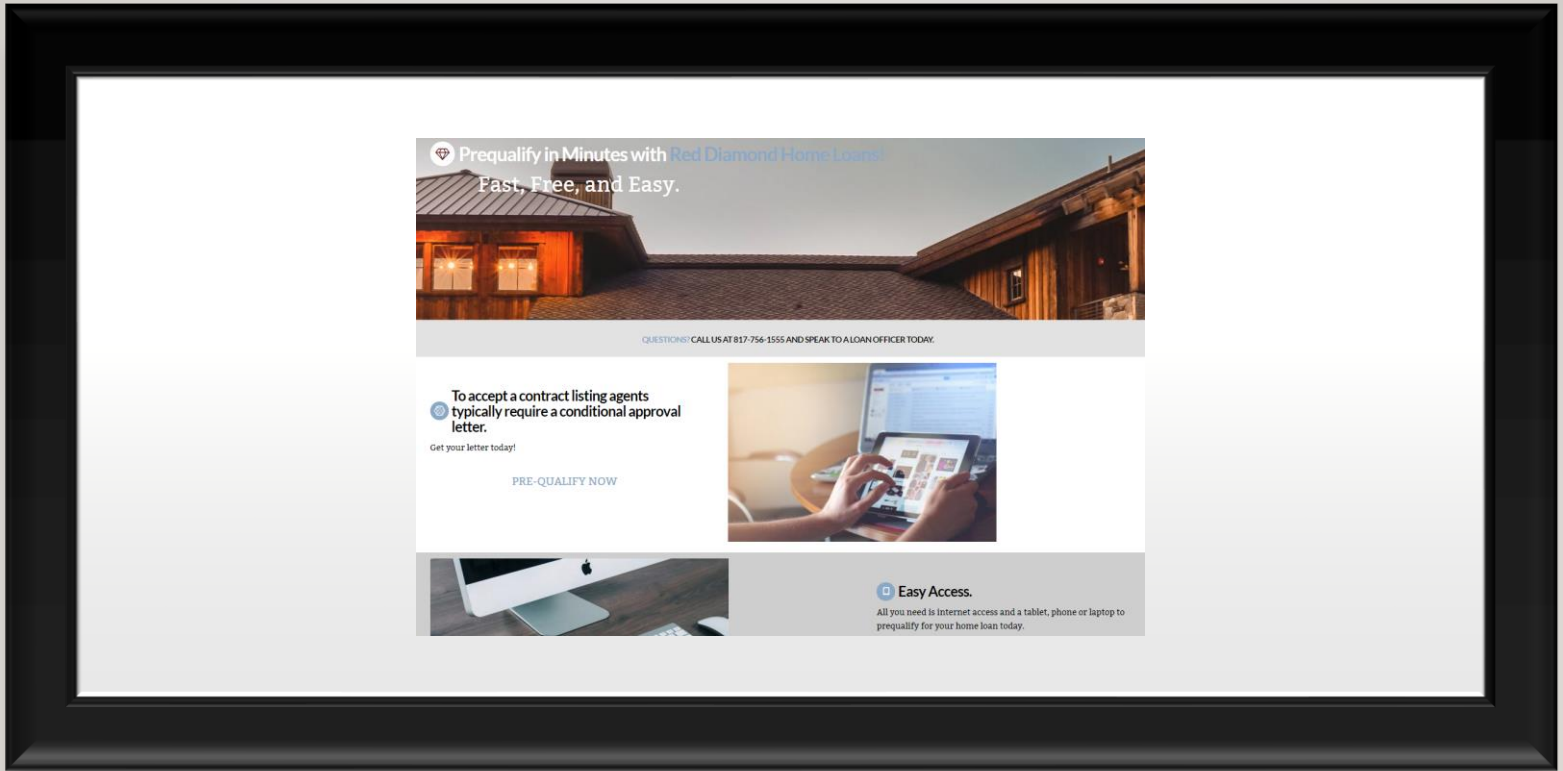 Prequalify in Minutes with Red Diamond Home Loans!
Fast, Free, and Easy.
QUESTIONS? CALL US AT 817-756-1555 AND SPEAK TO A LOAN OFFICER TODAY.
To accept a contract listing agents
typically require a conditional approval
letter.
Get your letter today!
PRE-QUALIFY NOW
Easy Access.
All you need is internet access and a tablet, phone or laptop to
prequalify for your home loan today.